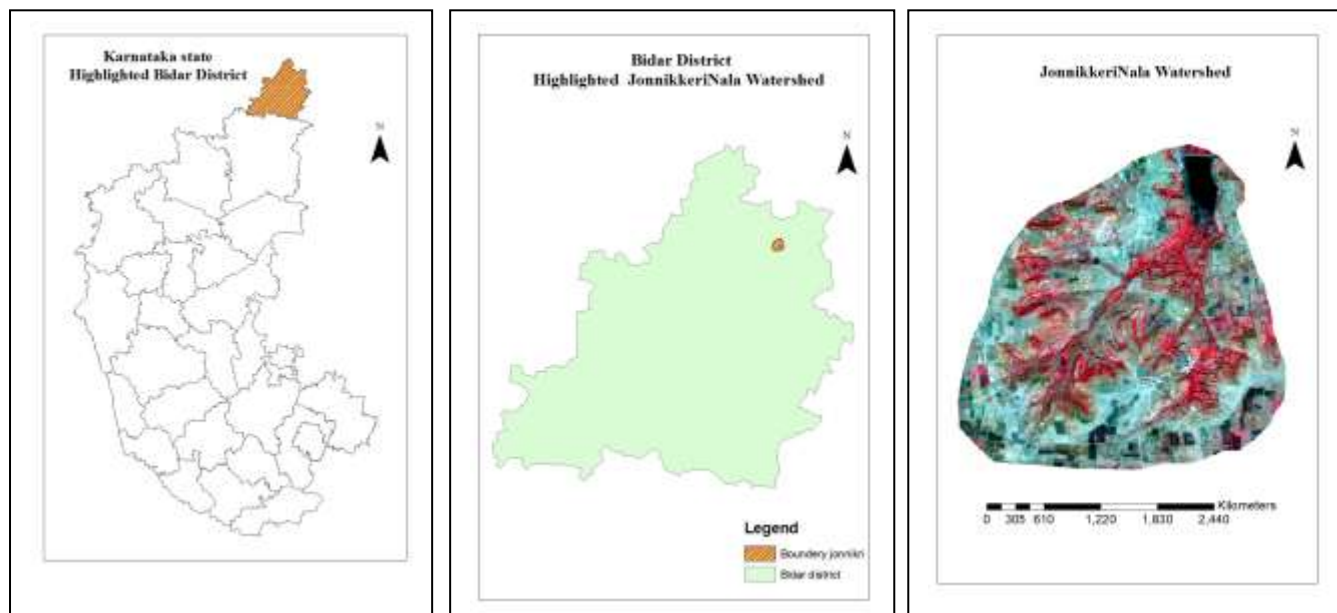 Karnataka state
Highlighted Bidar District
N
Bidar District
Highlighted JonnikkeriNala Watershed
N
Legend
Boundery jonnikri
Bidar district
JonnikkeriNala Watershed
N
Kilometers
0 305 610 1,220 1,830 2,440